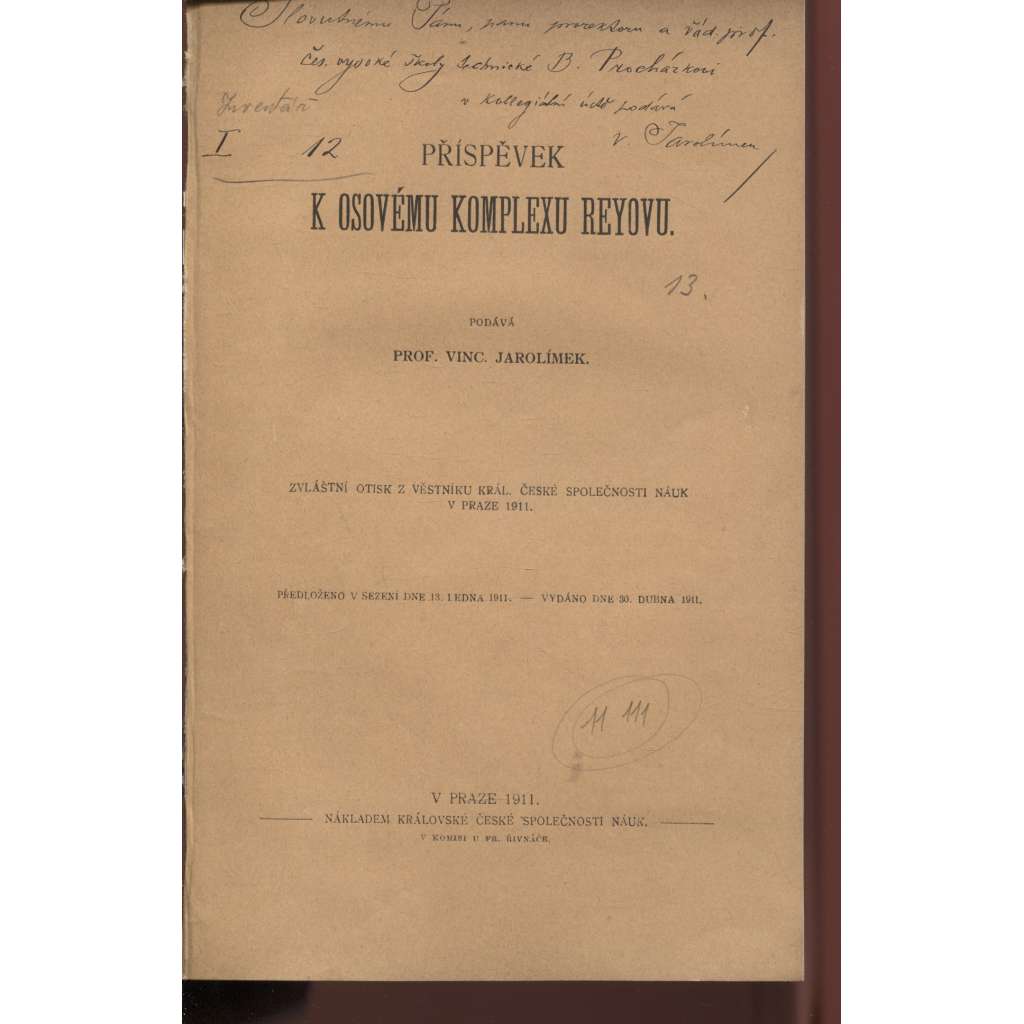 Slovutnému Pánu, panu prorektoru a řád. prof.
čes. vysoké školy technické B. Procházkovi
v kollegiální úctě podává
V. Jarolímek
Inventář
I 12
PŘÍSPĚVEK
K OSOVÉMU KOMPLEXU REYOVU.
13.
PODÁVÁ
PROF. VINC. JAROLÍMEK.
ZVLÁŠTNÍ OTISK Z VĚSTNÍKU KRÁL. ČESKÉ SPOLEČNOSTI NÁUK
V PRAZE 1911.
PŘEDLOŽENO V SEZENÍ DNE 13. LEDNA 1911. — VYDÁNO DNE 30. DUBNA 1911.
11 111
V PRAZE 1911.
NÁKLADEM KRÁLOVSKÉ ČESKÉ SPOLEČNOSTI NÁUK.
V KOMISI U FR. ŘIVNÁČE.